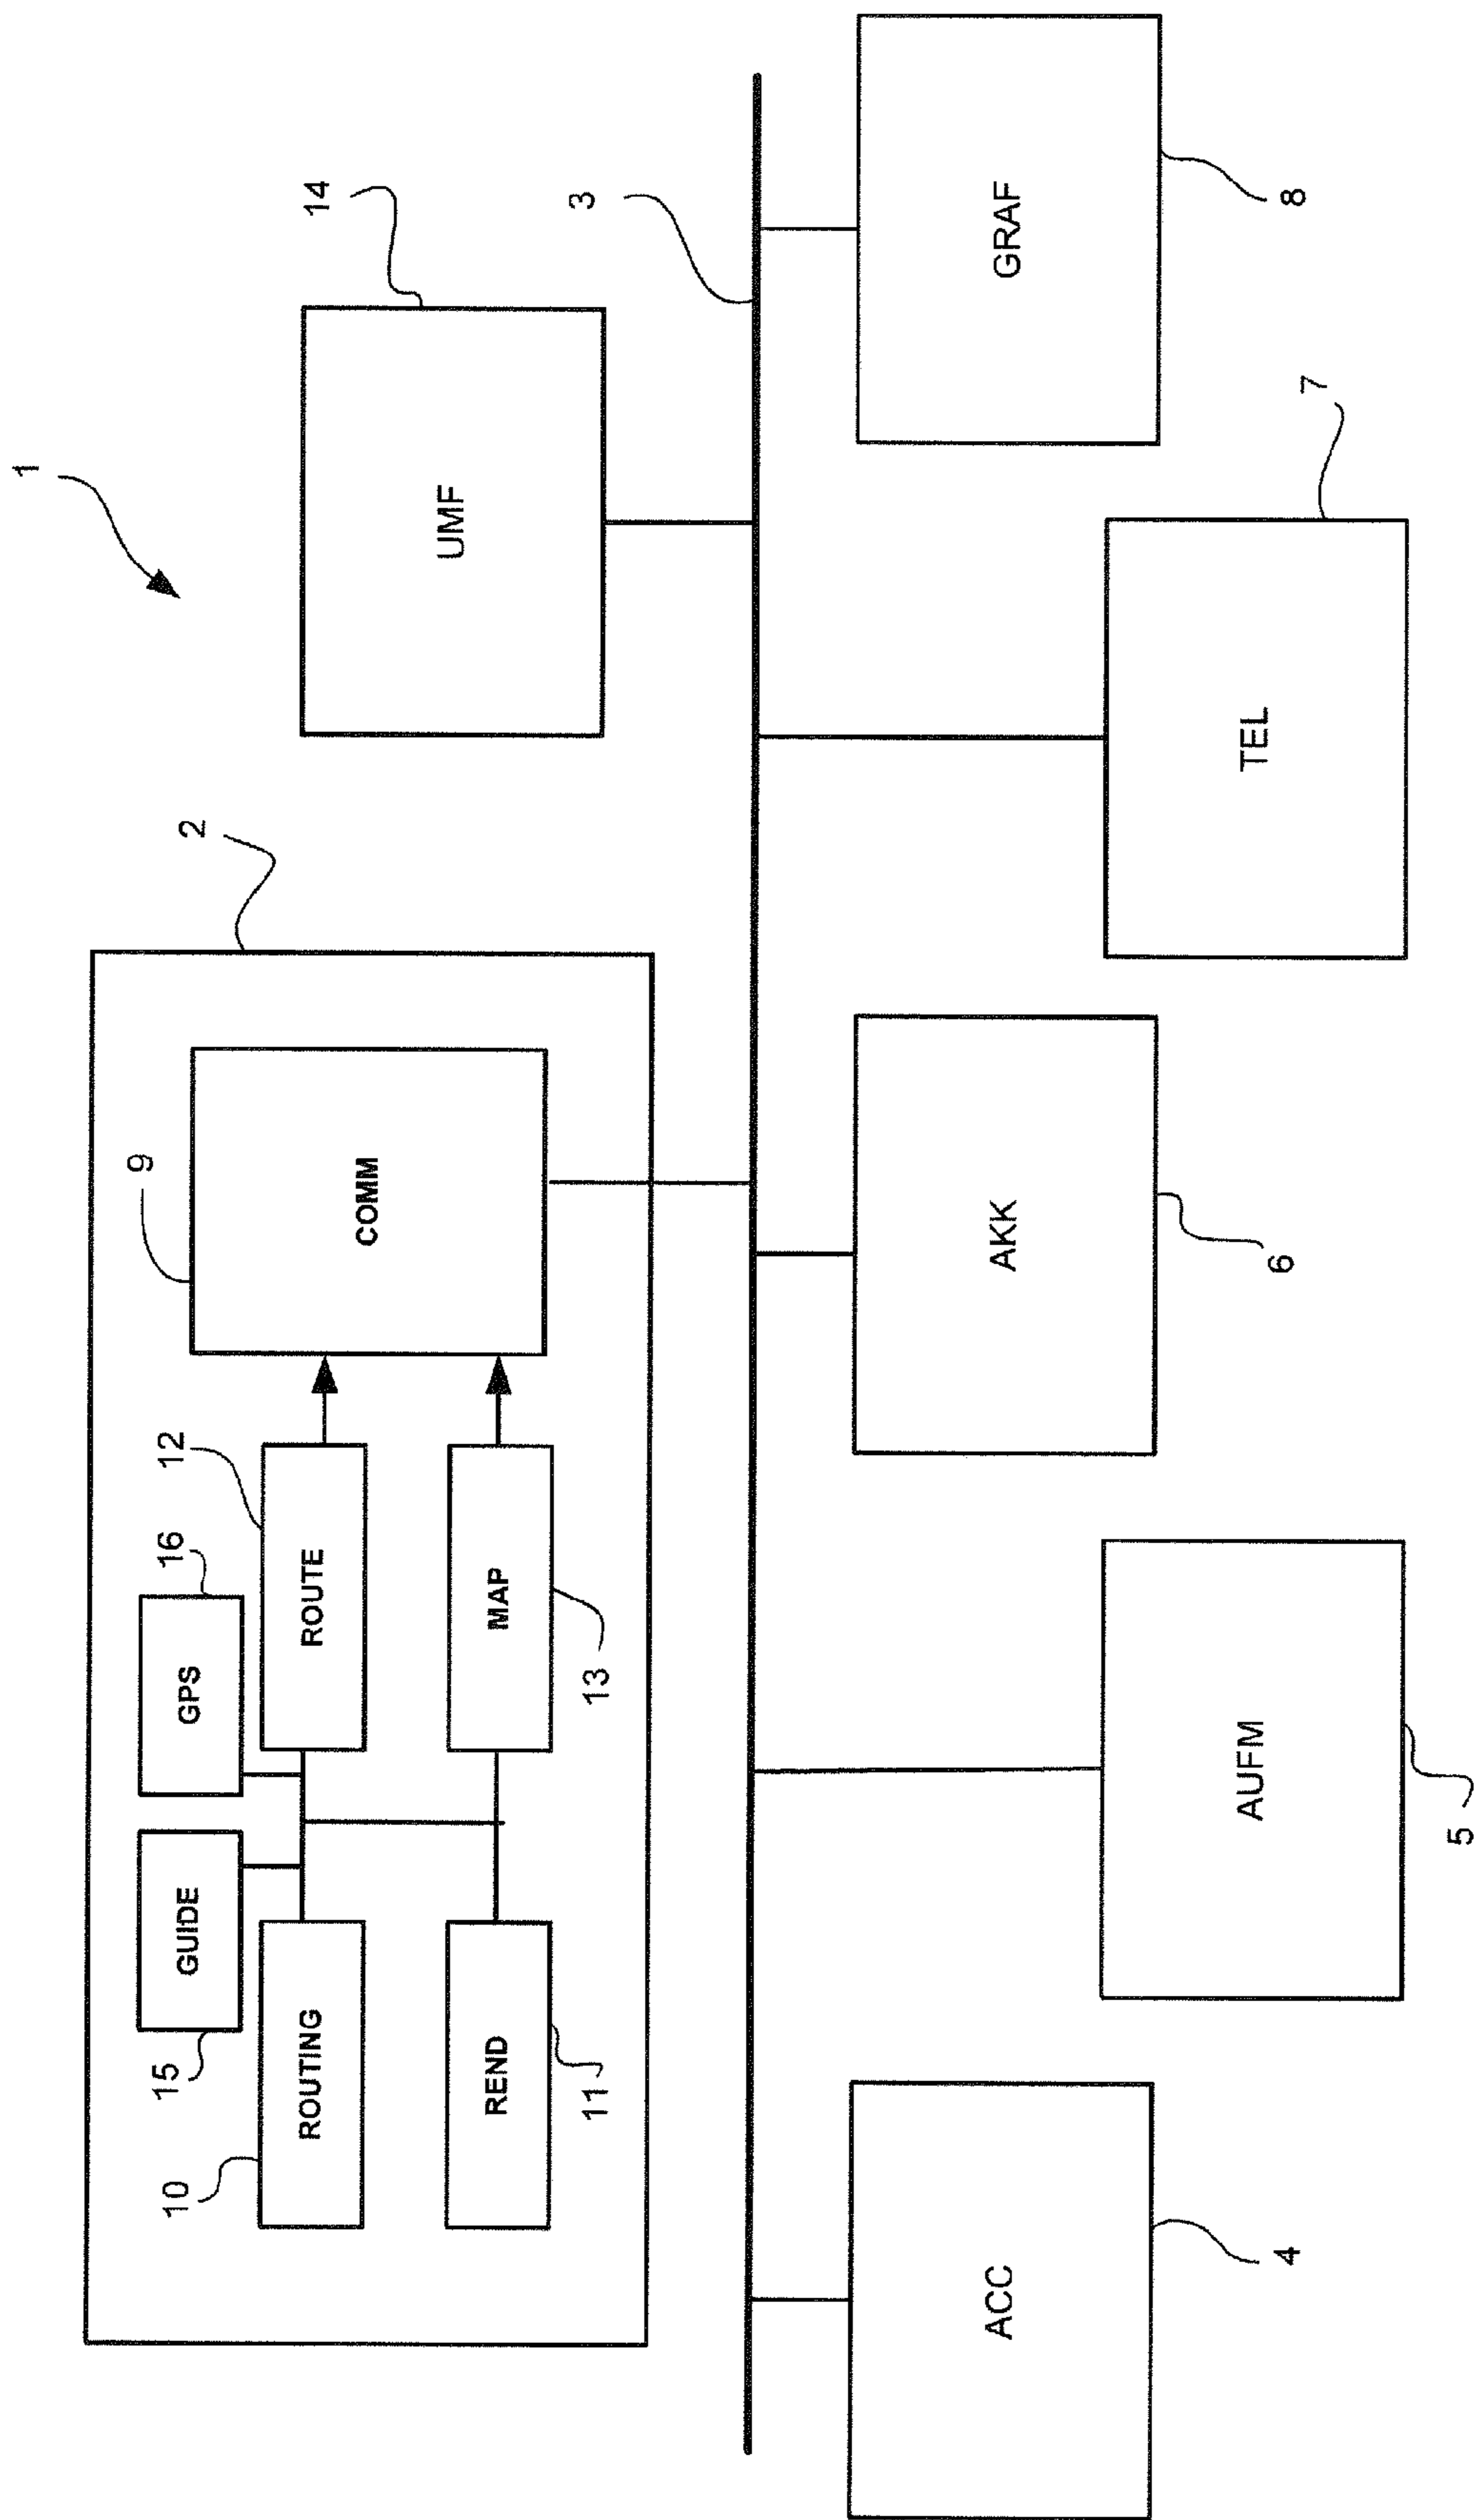 1
2
14
9
16
12
15
GUIDE
GPS
10
ROUTING
ROUTE
COMM
UMF
REND
MAP
11
13
3
ACC
AKK
GRAF
4
6
8
AUFM
TEL
7
5